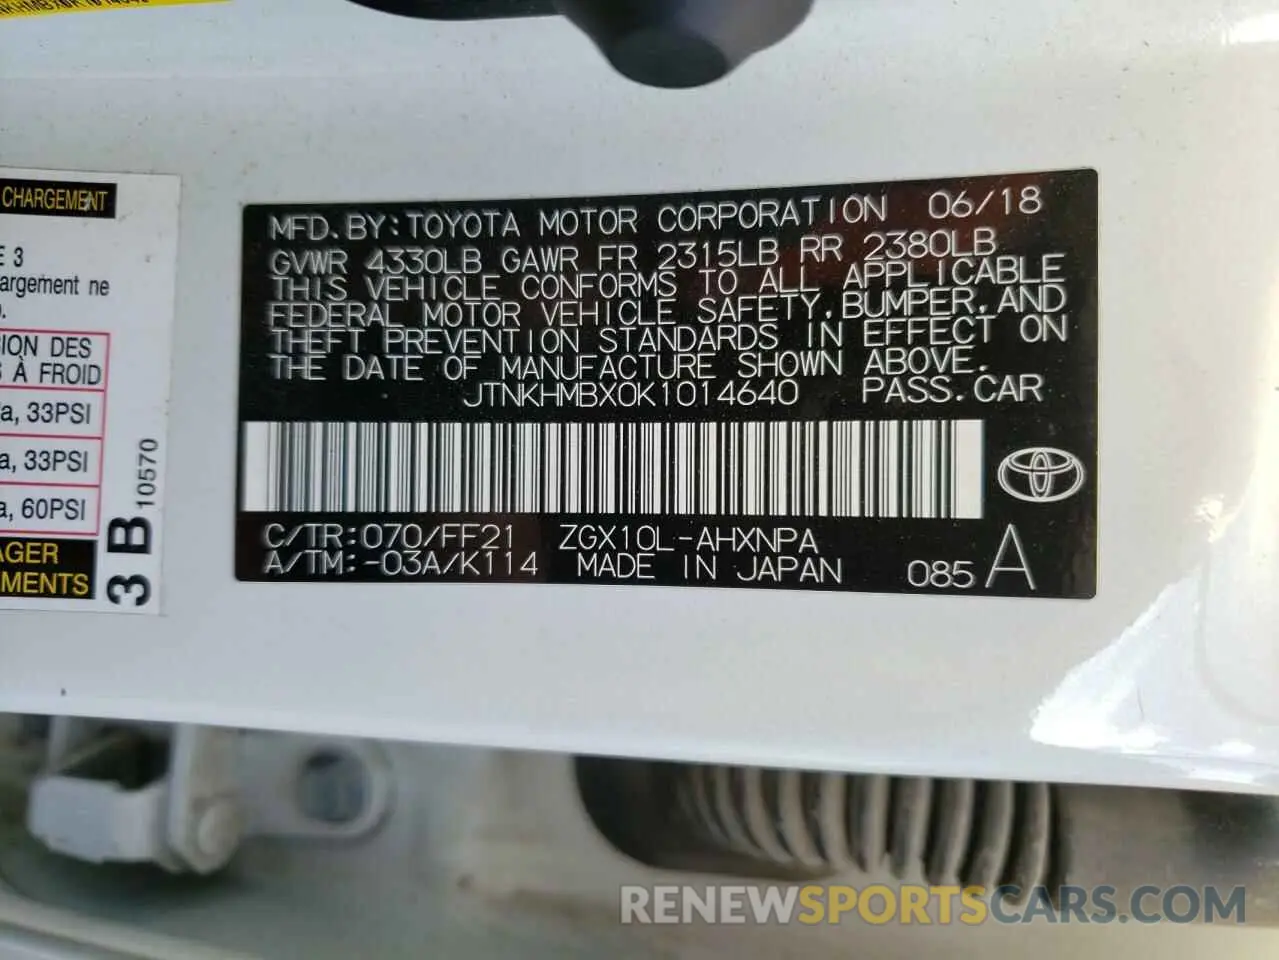 CHARGEMENT
E 3
argement ne
ION DES
S À FROID
a, 33PSI
a, 33PSI
a, 60PSI
AGER
MENTS
3 B 10570
MFD. BY: TOYOTA MOTOR CORPORATION 06/18
GVWR 4330LB GAWR FR 2315LB RR 2380LB
THIS VEHICLE CONFORMS TO ALL APPLICABLE
FEDERAL MOTOR VEHICLE SAFETY, BUMPER, AND
THEFT PREVENTION STANDARDS IN EFFECT ON
THE DATE OF MANUFACTURE SHOWN ABOVE.
JTNKHMBX0K1014640 PASS. CAR
C/TR: 070/FF21 ZGX10L-AHXNPA
A/TM: -03A/K114 MADE IN JAPAN 085 A
RENEWSPORTSCARS.COM